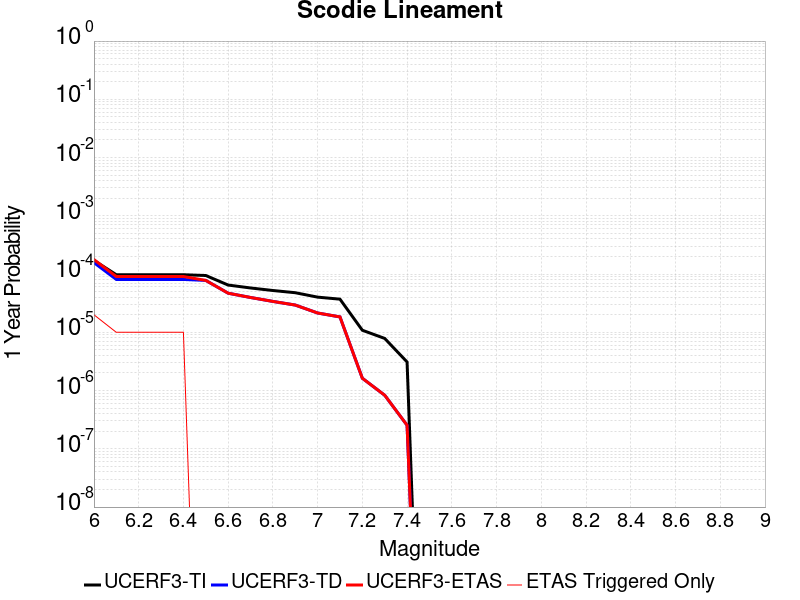 Scodie Lineament
10^0
10^-1
10^-2
10^-3
10^-4
10^-5
10^-6
10^-7
10^-8
1 Year Probability
6 6.2 6.4 6.6 6.8 7 7.2 7.4 7.6 7.8 8 8.2 8.4 8.6 8.8 9
Magnitude
UCERF3-TI UCERF3-TD UCERF3-ETAS ETAS Triggered Only